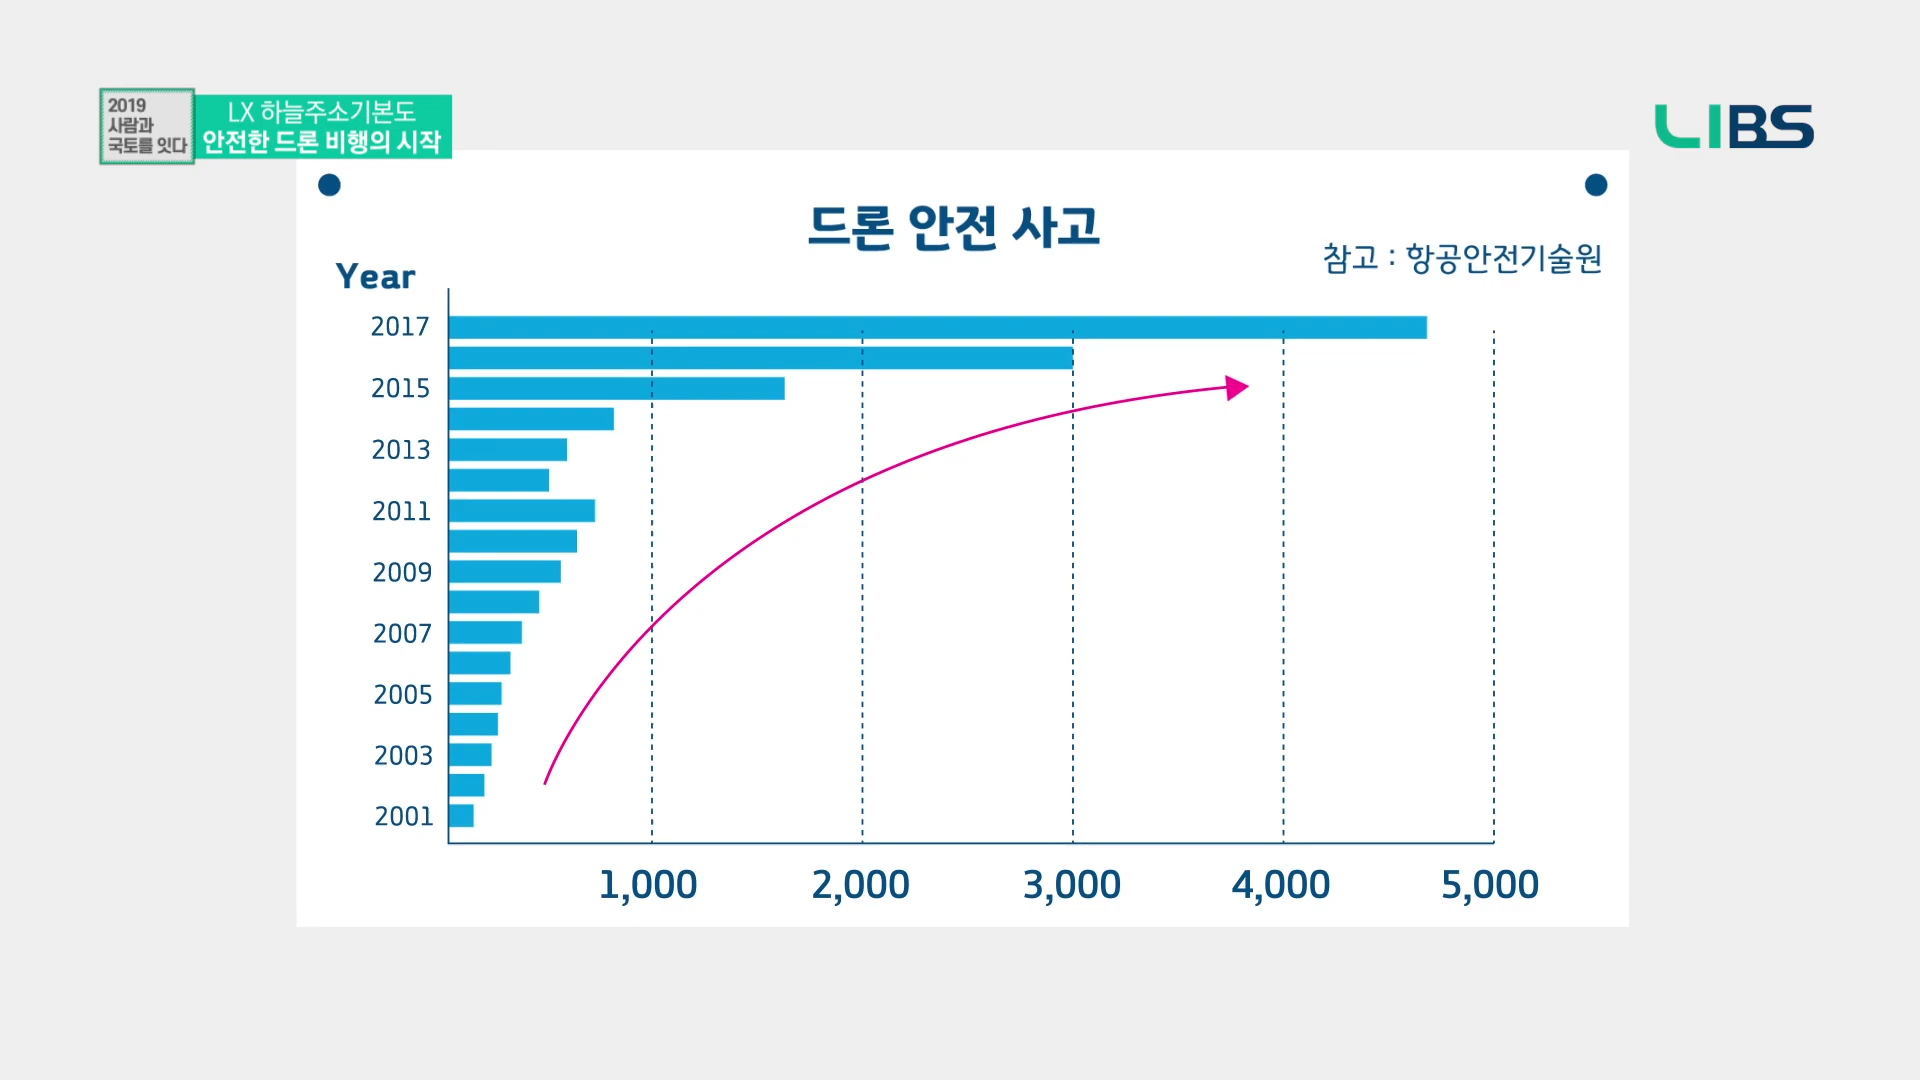 2019
사람과
국토를 잇다
LX 하늘주소기본도
안전한 드론 비행의 시작
LIBS
드론 안전 사고
참고 : 항공안전기술원
Year
2017
2015
2013
2011
2009
2007
2005
2003
2001
1,000 2,000 3,000 4,000 5,000